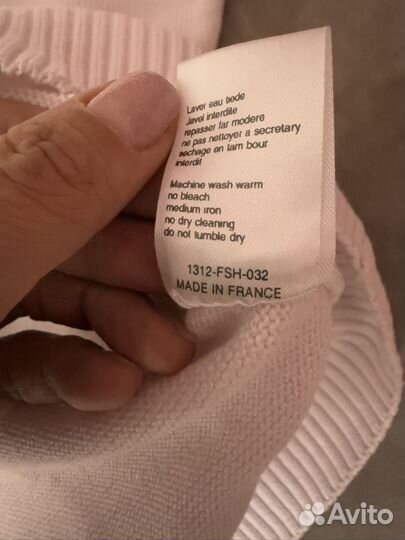 Laver eau tiede
Javel interdite
repasser far modere
ne pas nettoyer a secretary
sechage en tam bour
interdit
Machine wash warm
no bleach
medium iron
no dry cleaning
do not tumble dry
1312-FSH-032
MADE IN FRANCE
Avito